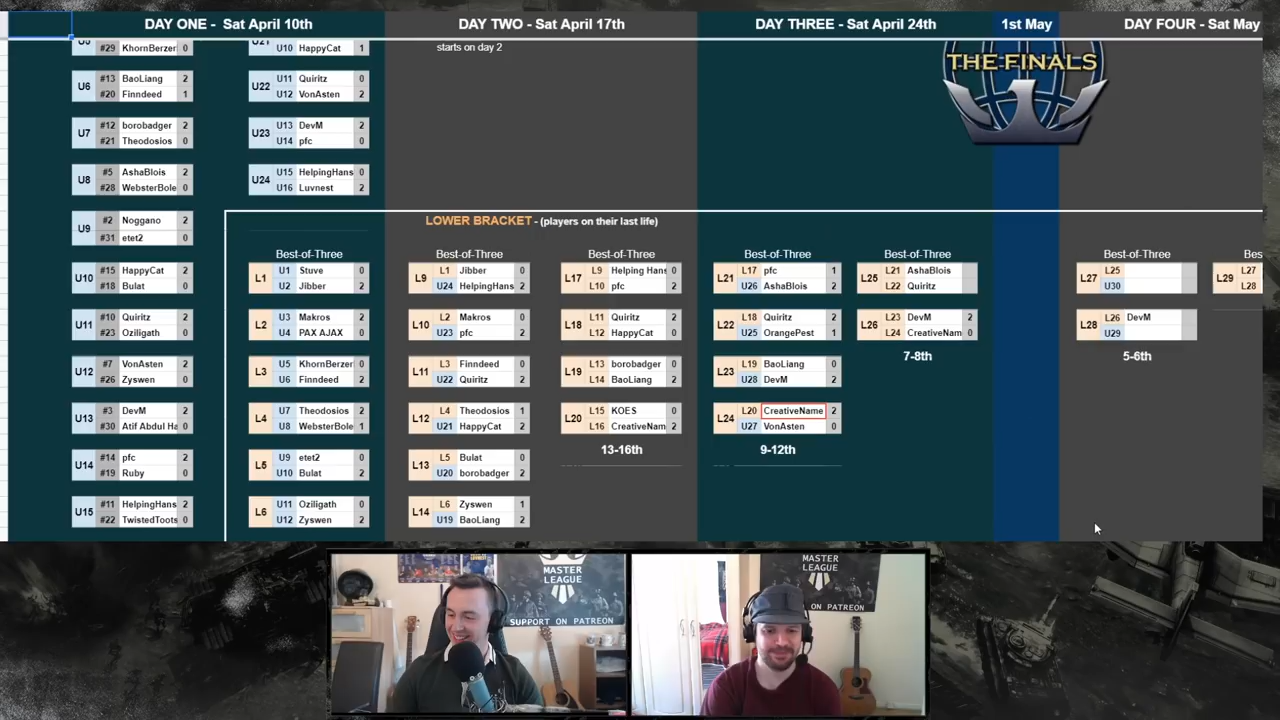 DAY ONE - Sat April 10th
DAY TWO - Sat April 17th
DAY THREE - Sat April 24th
1st May
DAY FOUR - Sat May
#29 KhornBerzer 0
U10 HappyCat 1
starts on day 2
THE FINALS
U6
#13 BaoLiang 2
#20 Finndeed 1
U22
U11 Quiritz 0
U12 VonAsten 2
U7
#12 borobadger 2
#21 Theodosios 0
U23
U13 DevM 2
U14 pfc 0
U8
#5 AshaBlois 2
#28 WebsterBole 0
U24
U15 HelpingHans 0
U16 Luvnest 2
U9
#2 Noggano 2
#31 etet2 0
LOWER BRACKET - (players on their last life)
Best-of-Three
Best-of-Three
Best-of-Three
Best-of-Three
Best-of-Three
Best-of-Three
Bes
U10
#15 HappyCat 2
#18 Bulat 0
L1
U1 Stuve 0
U2 Jibber 2
L9
L1 Jibber 0
U24 HelpingHans 2
L17
L9 Helping Hans 0
L10 pfc 2
L21
L17 pfc 1
U26 AshaBlois 2
L25
L21 AshaBlois
L22 Quiritz
L27
L25
U30
L29
L27
L28
U11
#10 Quiritz 2
#23 Oziligath 0
L2
U3 Makros 2
U4 PAX AJAX 0
L10
L2 Makros 0
U23 pfc 2
L18
L11 Quiritz 2
L12 HappyCat 0
L22
L18 Quiritz 2
U25 OrangePest 1
L26
L23 DevM 2
L24 CreativeNam 0
L28
L26 DevM
U29
7-8th
5-6th
U12
#7 VonAsten 2
#26 Zyswen 0
L3
U5 KhornBerzer 0
U6 Finndeed 2
L11
L3 Finndeed 0
U22 Quiritz 2
L19
L13 borobadger 0
L14 BaoLiang 2
L23
L19 BaoLiang 0
U28 DevM 2
U13
#3 DevM 2
#30 Atif Abdul Ha 0
L4
U7 Theodosios 2
U8 WebsterBole 1
L12
L4 Theodosios 1
U21 HappyCat 2
L20
L15 KOES 0
L16 CreativeNam 2
L24
L20 CreativeName 2
U27 VonAsten 0
13-16th
9-12th
U14
#14 pfc 2
#19 Ruby 0
L5
U9 etet2 0
U10 Bulat 2
L13
L5 Bulat 0
U20 borobadger 2
U15
#11 HelpingHans 2
#22 TwistedToots 0
L6
U11 Oziligath 0
U12 Zyswen 2
L14
L6 Zyswen 1
U19 BaoLiang 2
MASTER
LEAGUE
SUPPORT ON PATREON
MASTER
LEAGUE
ON PATREON